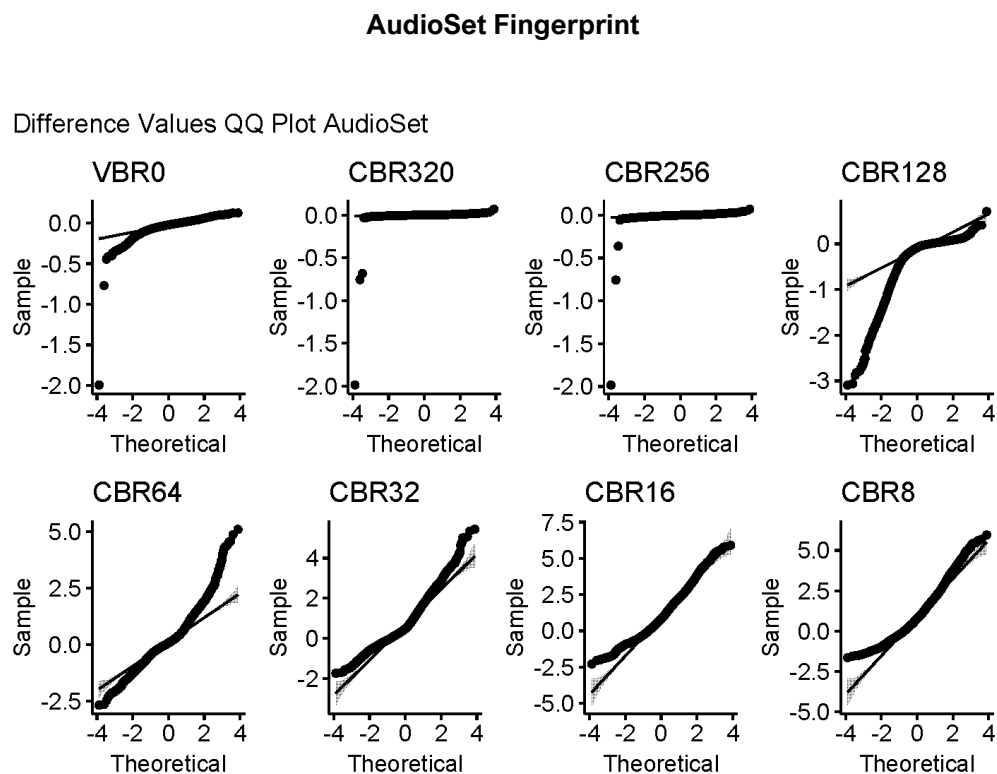 AudioSet Fingerprint
Difference Values QQ Plot AudioSet
VBR0
0.0
-0.5
-1.0
-1.5
-2.0
Sample
-4 -2 0 2 4
Theoretical
CBR320
0.0
-0.5
-1.0
-1.5
-2.0
Sample
-4 -2 0 2 4
Theoretical
CBR256
0.0
-0.5
-1.0
-1.5
-2.0
Sample
-4 -2 0 2 4
Theoretical
CBR128
0
-1
-2
-3
Sample
-4 -2 0 2 4
Theoretical
CBR64
5.0
2.5
0.0
-2.5
Sample
-4 -2 0 2 4
Theoretical
CBR32
4
2
0
-2
Sample
-4 -2 0 2 4
Theoretical
CBR16
7.5
5.0
2.5
0.0
-2.5
-5.0
Sample
-4 -2 0 2 4
Theoretical
CBR8
5.0
2.5
0.0
-2.5
-5.0
Sample
-4 -2 0 2 4
Theoretical